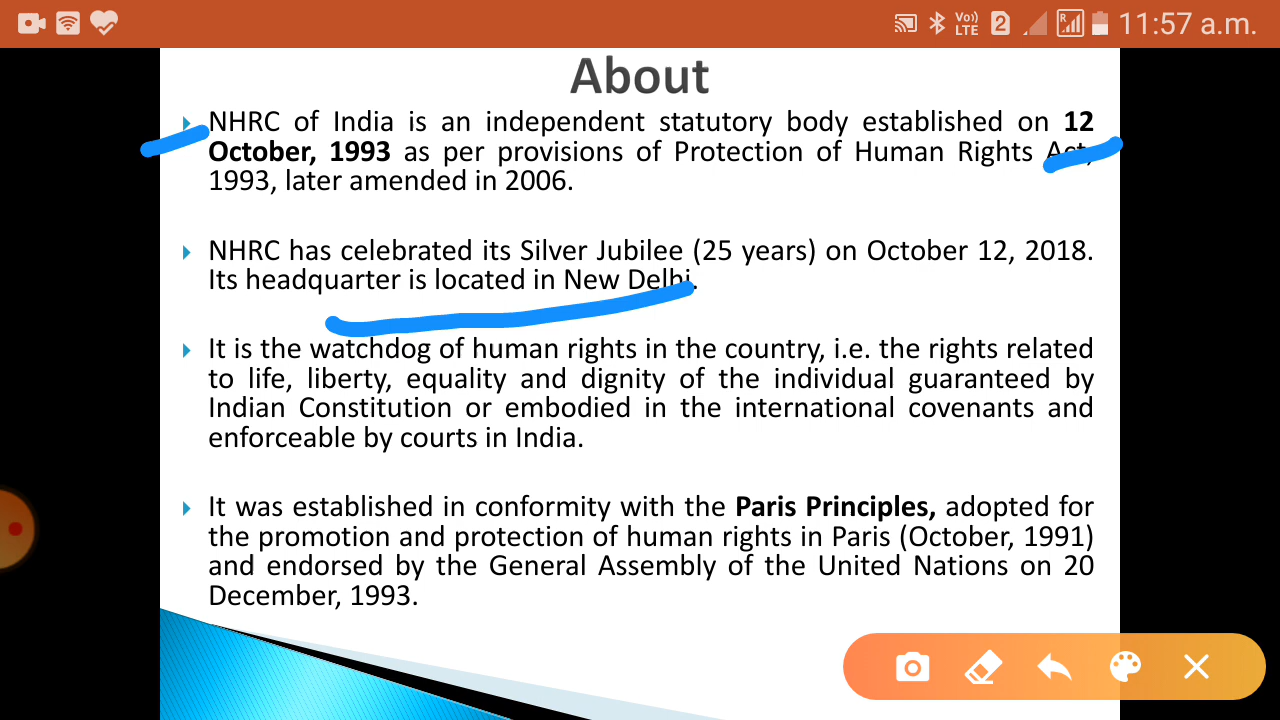 Vo)) LTE 2 R 11:57 a.m.
About
NHRC of India is an independent statutory body established on 12
October, 1993 as per provisions of Protection of Human Rights Act,
1993, later amended in 2006.
NHRC has celebrated its Silver Jubilee (25 years) on October 12, 2018.
Its headquarter is located in New Delhi.
It is the watchdog of human rights in the country, i.e. the rights related
to life, liberty, equality and dignity of the individual guaranteed by
Indian Constitution or embodied in the international covenants and
enforceable by courts in India.
It was established in conformity with the Paris Principles, adopted for
the promotion and protection of human rights in Paris (October, 1991)
and endorsed by the General Assembly of the United Nations on 20
December, 1993.